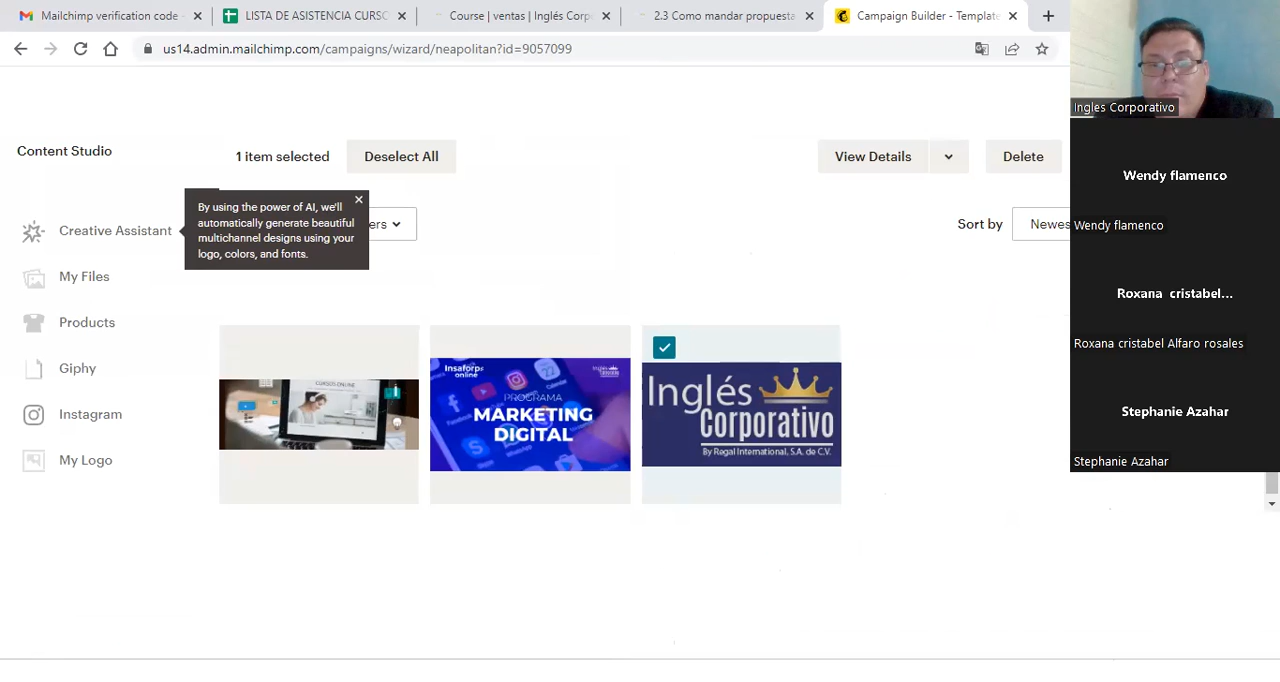 Mailchimp verification code -
LISTA DE ASISTENCIA CURSO
Course | ventas | Inglés Corp
2.3 Como mandar propuesta
Campaign Builder - Template
us14.admin.mailchimp.com/campaigns/wizard/neapolitan?id=9057099
Ingles Corporativo
Content Studio
1 item selected
Deselect All
View Details
Delete
Wendy flamenco
Wendy flamenco
By using the power of AI, we'll
automatically generate beautiful
multichannel designs using your
logo, colors, and fonts.
ers
Sort by
Newes
Creative Assistant
My Files
Products
Giphy
Instagram
My Logo
Roxana cristabel...
Roxana cristabel Alfaro rosales
Stephanie Azahar
Stephanie Azahar
CURSOS ONLINE
Insaforp
online
PROGRAMA
MARKETING
DIGITAL
Inglés
Corporativo
By Regal International, S.A. de C.V.